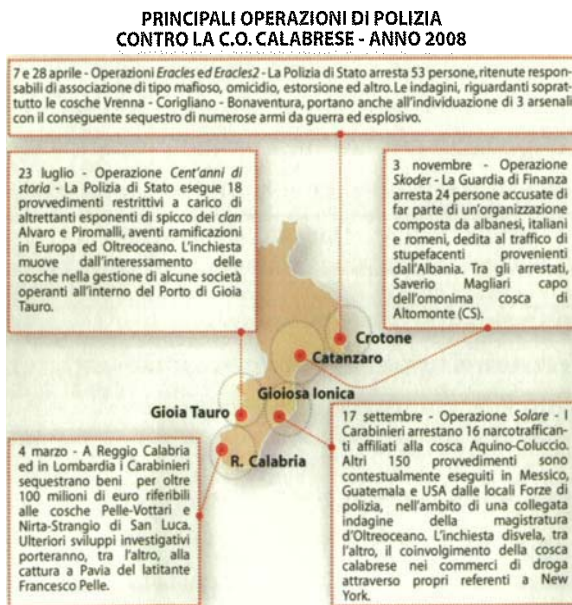 PRINCIPALI OPERAZIONI DI POLIZIA
CONTRO LA C.O. CALABRESE - ANNO 2008
7 e 28 aprile - Operazioni Eracles ed Eracles2 - La Polizia di Stato arresta 53 persone, ritenute respon-
sabili di associazione di tipo mafioso, omicidio, estorsione ed altro. Le indagini, riguardanti soprat-
tutto le cosche Vrenna - Corigliano - Bonaventura, portano anche all'individuazione di 3 arsenali
con il conseguente sequestro di numerose armi da guerra ed esplosivo.
23 luglio - Operazione Cent'anni di
storia - La Polizia di Stato esegue 18
provvedimenti restrittivi a carico di
altrettanti esponenti di spicco dei clan
Alvaro e Piromalli, aventi ramificazioni
in Europa ed Oltreoceano. L'inchiesta
muove dall'interessamento delle
cosche nella gestione di alcune società
operanti all'interno del Porto di Gioia
Tauro.
3 novembre - Operazione
Skoder - La Guardia di Finanza
arresta 24 persone accusate di
far parte di un'organizzazione
composta da albanesi, italiani
e romeni, dedita al traffico di
stupefacenti provenienti
dall'Albania. Tra gli arrestati,
Saverio Magliari capo
dell'omonima cosca di
Altomonte (CS).
Crotone
Catanzaro
Gioiosa Ionica
Gioia Tauro
R. Calabria
4 marzo - A Reggio Calabria
ed in Lombardia i Carabinieri
sequestrano beni per oltre
100 milioni di euro riferibili
alle cosche Pelle-Vottari e
Nirta-Strangio di San Luca.
Ulteriori sviluppi investigativi
porteranno, tra l'altro, alla
cattura a Pavia del latitante
Francesco Pelle.
17 settembre - Operazione Solare - I
Carabinieri arrestano 16 narcotraffican-
ti affiliati alla cosca Aquino-Coluccio.
Altri 150 provvedimenti sono
contestualmente eseguiti in Messico,
Guatemala e USA dalle locali Forze di
polizia, nell'ambito di una collegata
indagine della magistratura
d'Oltreoceano. L'inchiesta disvela, tra
l'altro, il coinvolgimento della cosca
calabrese nei commerci di droga
attraverso propri referenti a New
York.